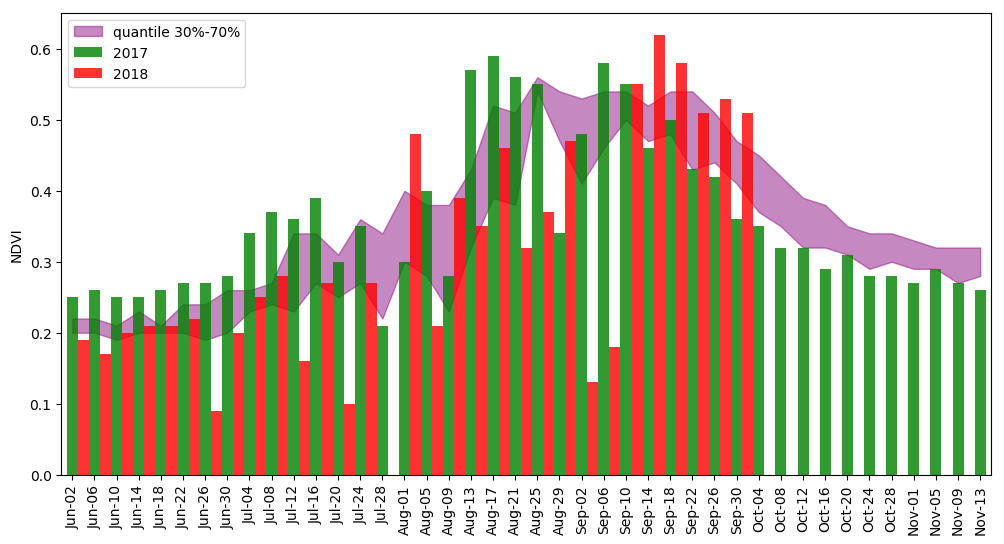 quantile 30%-70%
2017
2018
NDVI
0.6
0.5
0.4
0.3
0.2
0.1
0.0
Jun-02
Jun-06
Jun-10
Jun-14
Jun-18
Jun-22
Jun-26
Jun-30
Jul-04
Jul-08
Jul-12
Jul-16
Jul-20
Jul-24
Jul-28
Aug-01
Aug-05
Aug-09
Aug-13
Aug-17
Aug-21
Aug-25
Aug-29
Sep-02
Sep-06
Sep-10
Sep-14
Sep-18
Sep-22
Sep-26
Sep-30
Oct-04
Oct-08
Oct-12
Oct-16
Oct-20
Oct-24
Oct-28
Nov-01
Nov-05
Nov-09
Nov-13